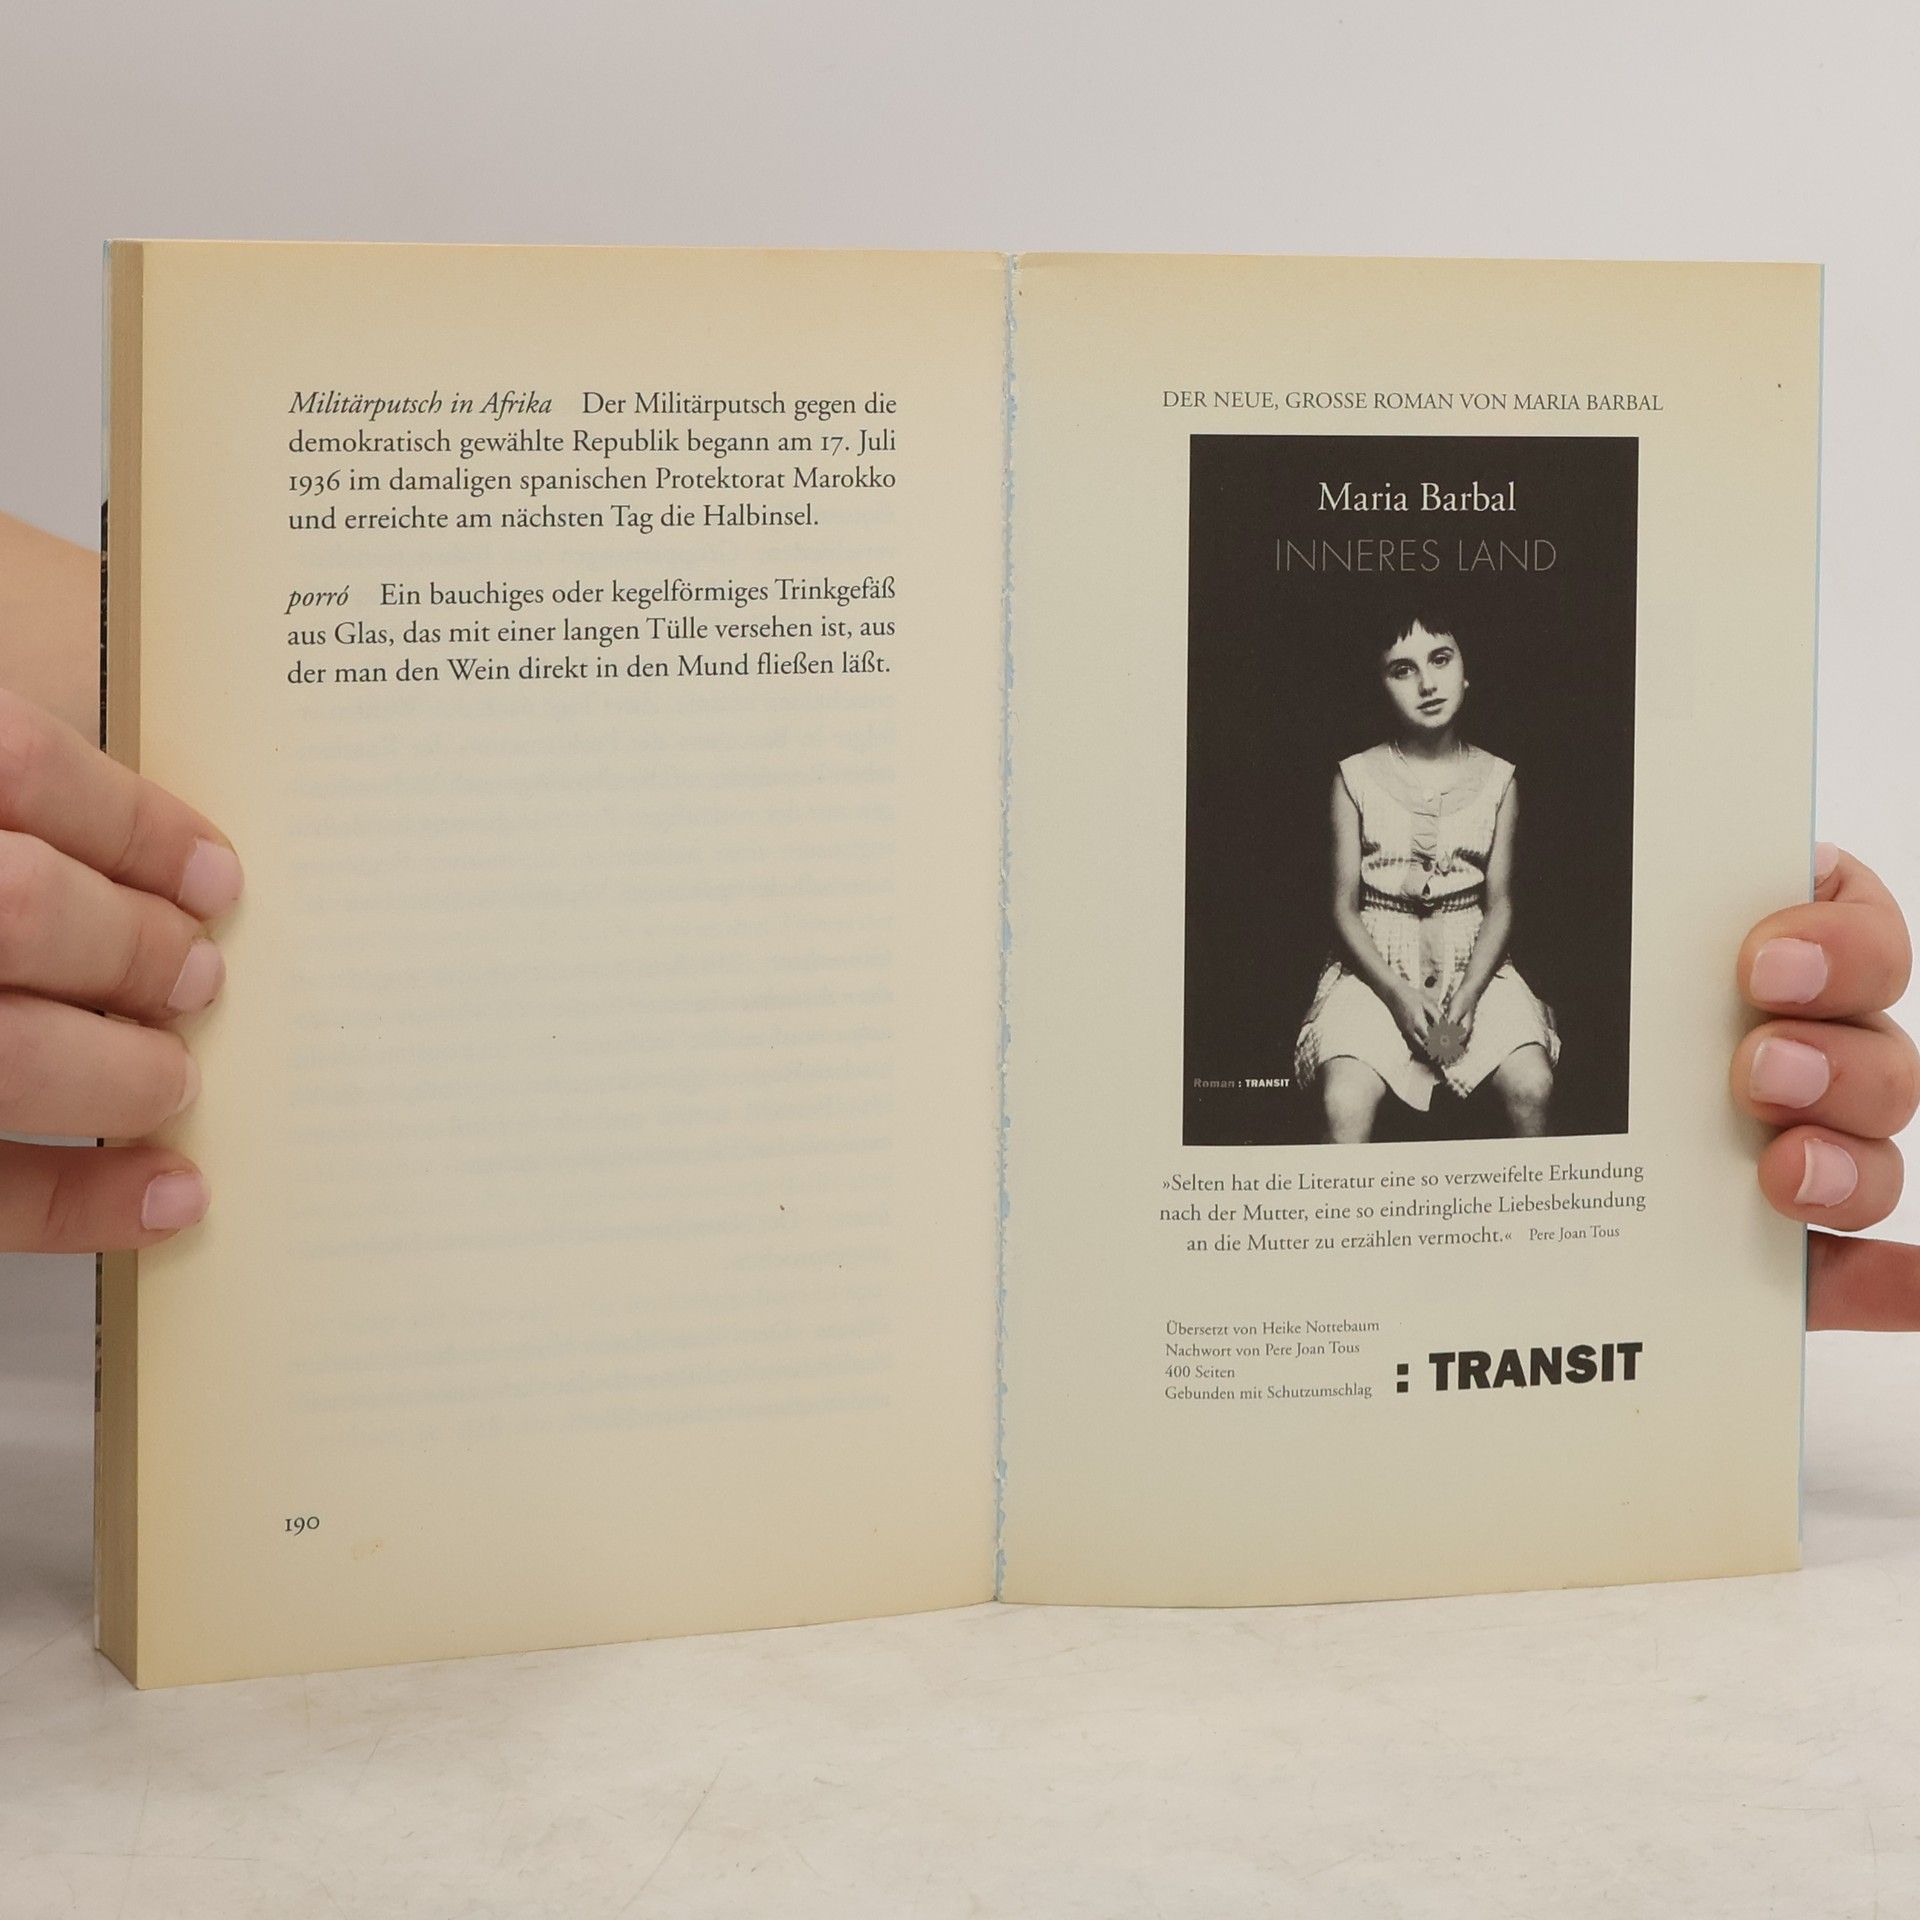 Militärputsch in Afrika Der Militärputsch gegen die
demokratisch gewählte Republik begann am 17. Juli
1936 im damaligen spanischen Protektorat Marokko
und erreichte am nächsten Tag die Halbinsel.
porró Ein bauchiges oder kegelförmiges Trinkgefäß
aus Glas, das mit einer langen Tülle versehen ist, aus
der man den Wein direkt in den Mund fließen läßt.
190
DER NEUE, GROSSE ROMAN VON MARIA BARBAL
Maria Barbal
INNERES LAND
Roman : TRANSIT
»Selten hat die Literatur eine so verzweifelte Erkundung
nach der Mutter, eine so eindringliche Liebesbekundung
an die Mutter zu erzählen vermocht.« Pere Joan Tous
Übersetzt von Heike Nottebaum
Nachwort von Pere Joan Tous
400 Seiten
Gebunden mit Schutzumschlag
: TRANSIT